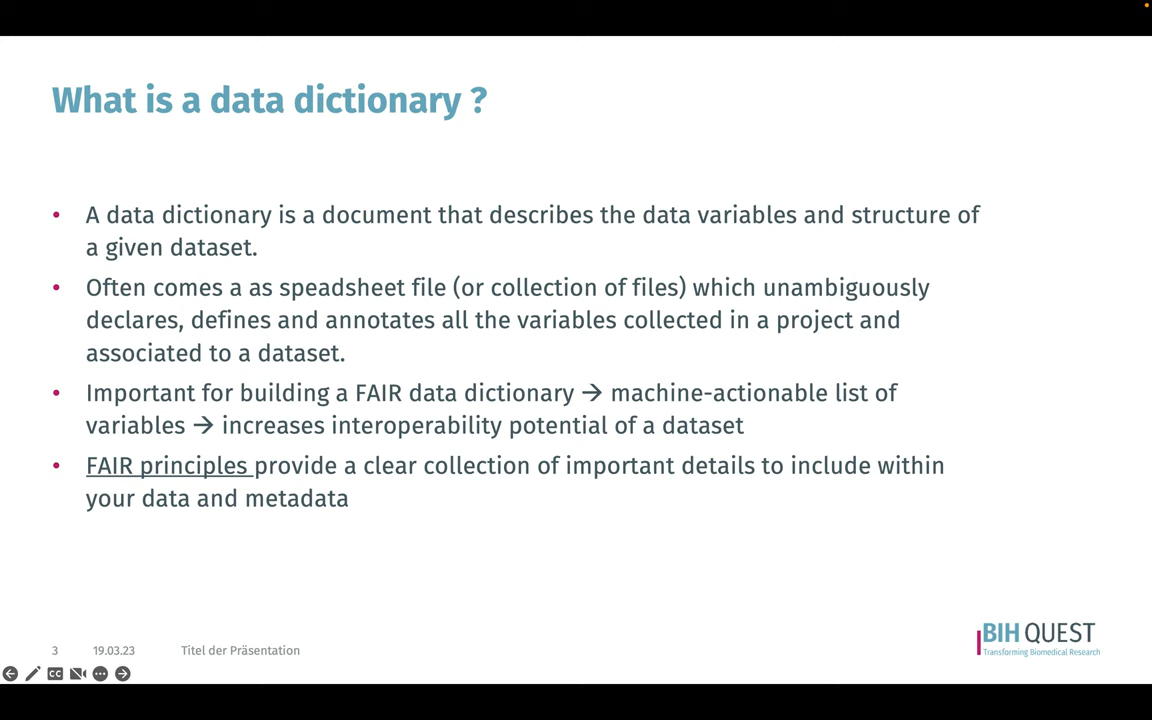 What is a data dictionary ?
• A data dictionary is a document that describes the data variables and structure of
a given dataset.
• Often comes a as speadsheet file (or collection of files) which unambiguously
declares, defines and annotates all the variables collected in a project and
associated to a dataset.
• Important for building a FAIR data dictionary → machine-actionable list of
variables → increases interoperability potential of a dataset
• FAIR principles provide a clear collection of important details to include within
your data and metadata
3 19.03.23 Titel der Präsentation
BIH QUEST
Transforming Biomedical Research
CC